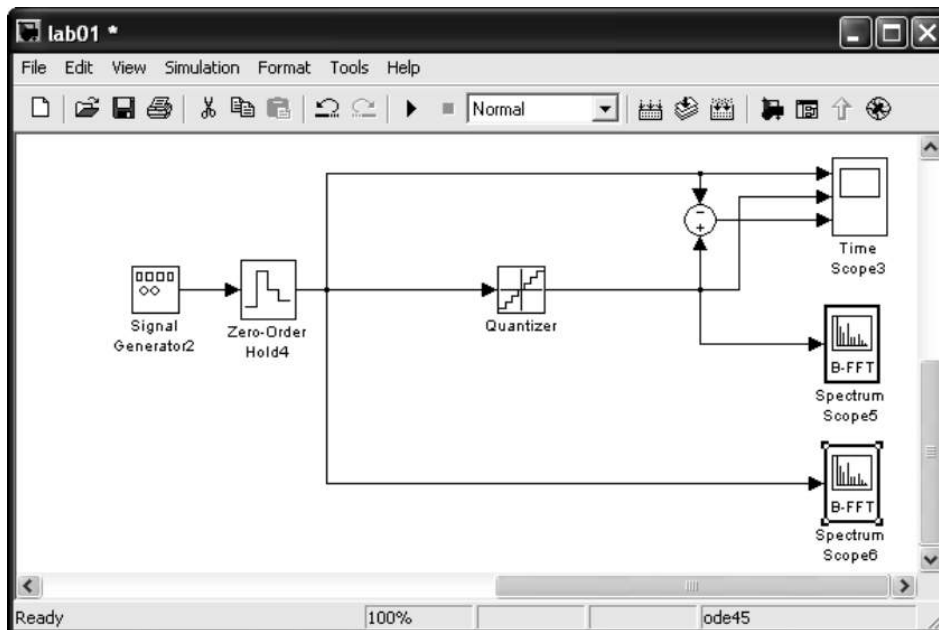 lab01 *
File Edit View Simulation Format Tools Help
Normal
Time
Scope3
Signal
Generator2
Zero-Order
Hold4
Quantizer
B-FFT
Spectrum
Scope5
B-FFT
Spectrum
Scope6
Ready 100% ode45